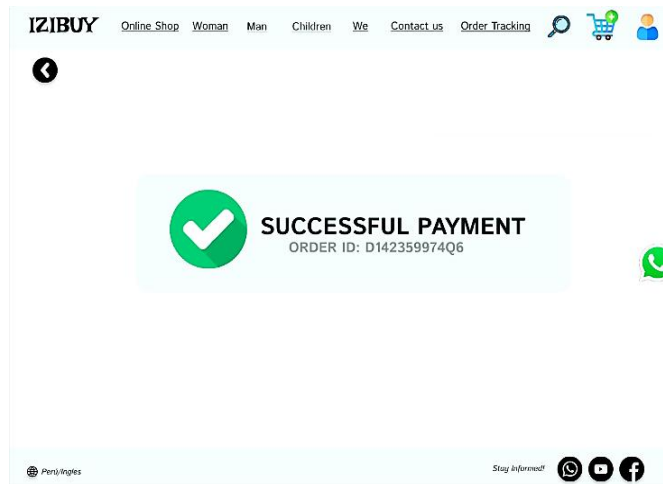 IZIBUY Online Shop Woman Man Children We Contact us Order Tracking
SUCCESSFUL PAYMENT
ORDER ID: D142359974Q6
Perú/Ingles Stay Informed!